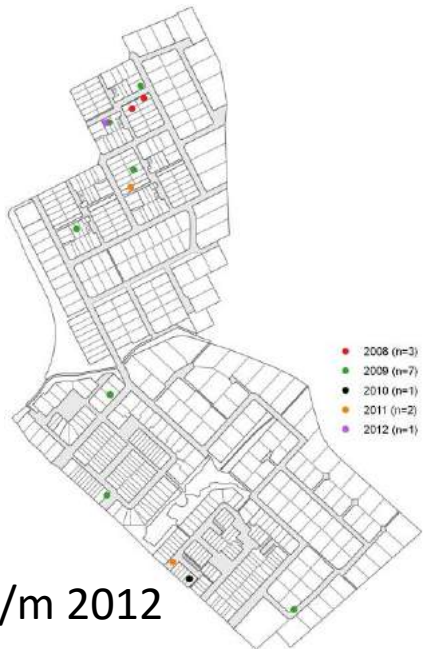 2008 (n=3)
2009 (n=7)
2010 (n=1)
2011 (n=2)
2012 (n=1)
/m 2012